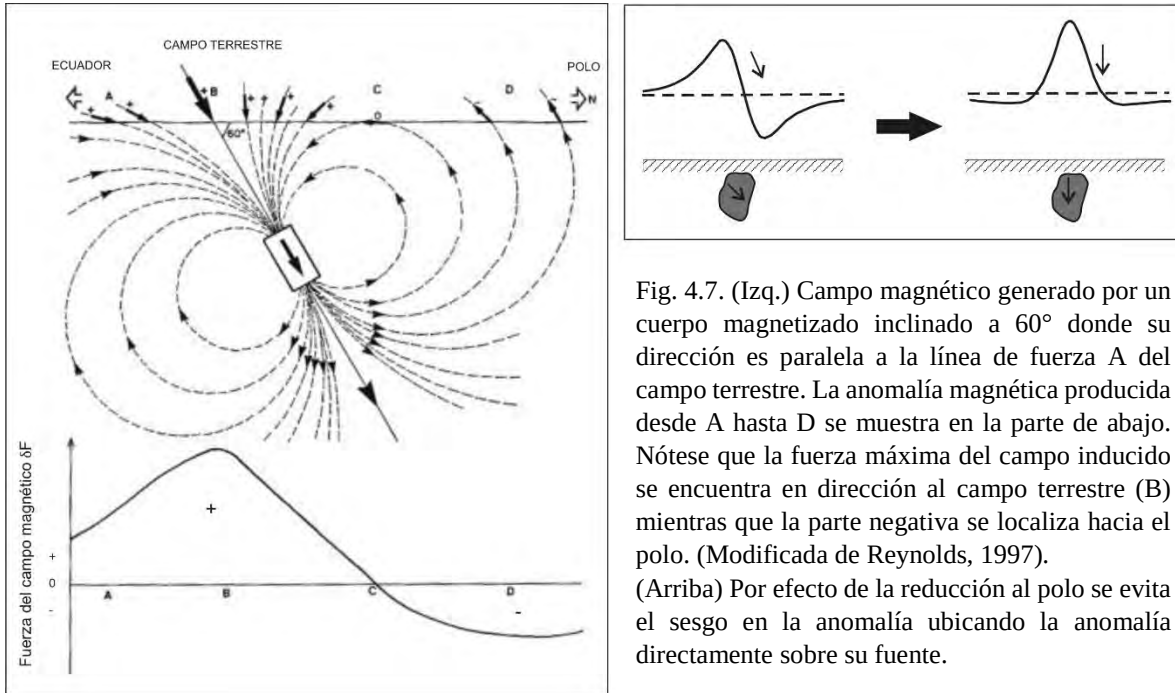 CAMPO TERRESTRE
ECUADOR
POLO
A
+B
C
D
N
+ +
+ +
+
+
-
-
60°
O
Fuerza del campo magnético δF
+
0
-
+
A
B
C
D
-
Fig. 4.7. (Izq.) Campo magnético generado por un
cuerpo magnetizado inclinado a 60° donde su
dirección es paralela a la línea de fuerza A del
campo terrestre. La anomalía magnética producida
desde A hasta D se muestra en la parte de abajo.
Nótese que la fuerza máxima del campo inducido
se encuentra en dirección al campo terrestre (B)
mientras que la parte negativa se localiza hacia el
polo. (Modificada de Reynolds, 1997).
(Arriba) Por efecto de la reducción al polo se evita
el sesgo en la anomalía ubicando la anomalía
directamente sobre su fuente.